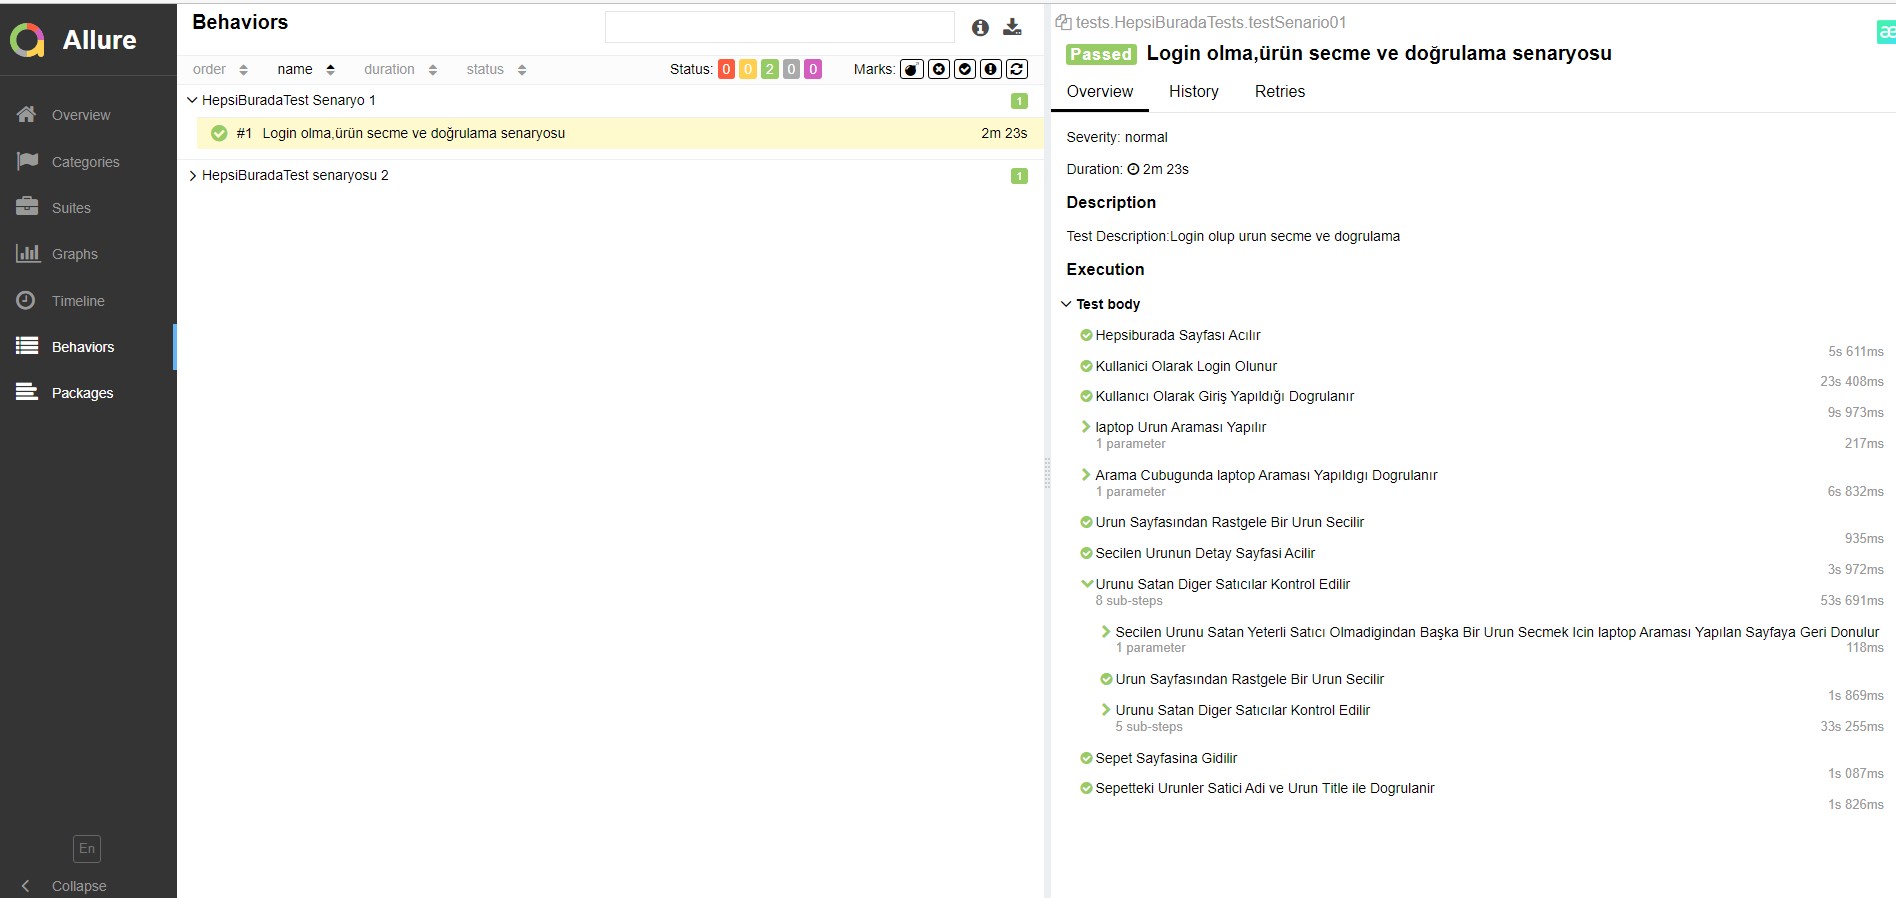 Allure
Overview
Categories
Suites
Graphs
Timeline
Behaviors
Packages
En
Collapse
Behaviors
order name duration status Status: 0 0 2 0 0 Marks:
HepsiBuradaTest Senaryo 1 1
#1 Login olma,ürün secme ve doğrulama senaryosu 2m 23s
HepsiBuradaTest senaryosu 2 1
tests.HepsiBuradaTests.testSenario01
æ
Passed Login olma,ürün secme ve doğrulama senaryosu
Overview History Retries
Severity: normal
Duration: 2m 23s
Description
Test Description:Login olup urun secme ve dogrulama
Execution
Test body
Hepsiburada Sayfası Acılır
5s 611ms
Kullanici Olarak Login Olunur
23s 408ms
Kullanıcı Olarak Giriş Yapıldığı Dogrulanır
9s 973ms
laptop Urun Araması Yapılır
1 parameter 217ms
Arama Cubugunda laptop Araması Yapıldıgı Dogrulanır
1 parameter 6s 832ms
Urun Sayfasından Rastgele Bir Urun Secilir
935ms
Secilen Urunun Detay Sayfasi Acilir
3s 972ms
Urunu Satan Diger Satıcılar Kontrol Edilir
8 sub-steps 53s 691ms
Secilen Urunu Satan Yeterli Satıcı Olmadigindan Başka Bir Urun Secmek Icin laptop Araması Yapılan Sayfaya Geri Donulur
1 parameter 118ms
Urun Sayfasından Rastgele Bir Urun Secilir
1s 869ms
Urunu Satan Diger Satıcılar Kontrol Edilir
5 sub-steps 33s 255ms
Sepet Sayfasina Gidilir
1s 087ms
Sepetteki Urunler Satici Adi ve Urun Title ile Dogrulanir
1s 826ms